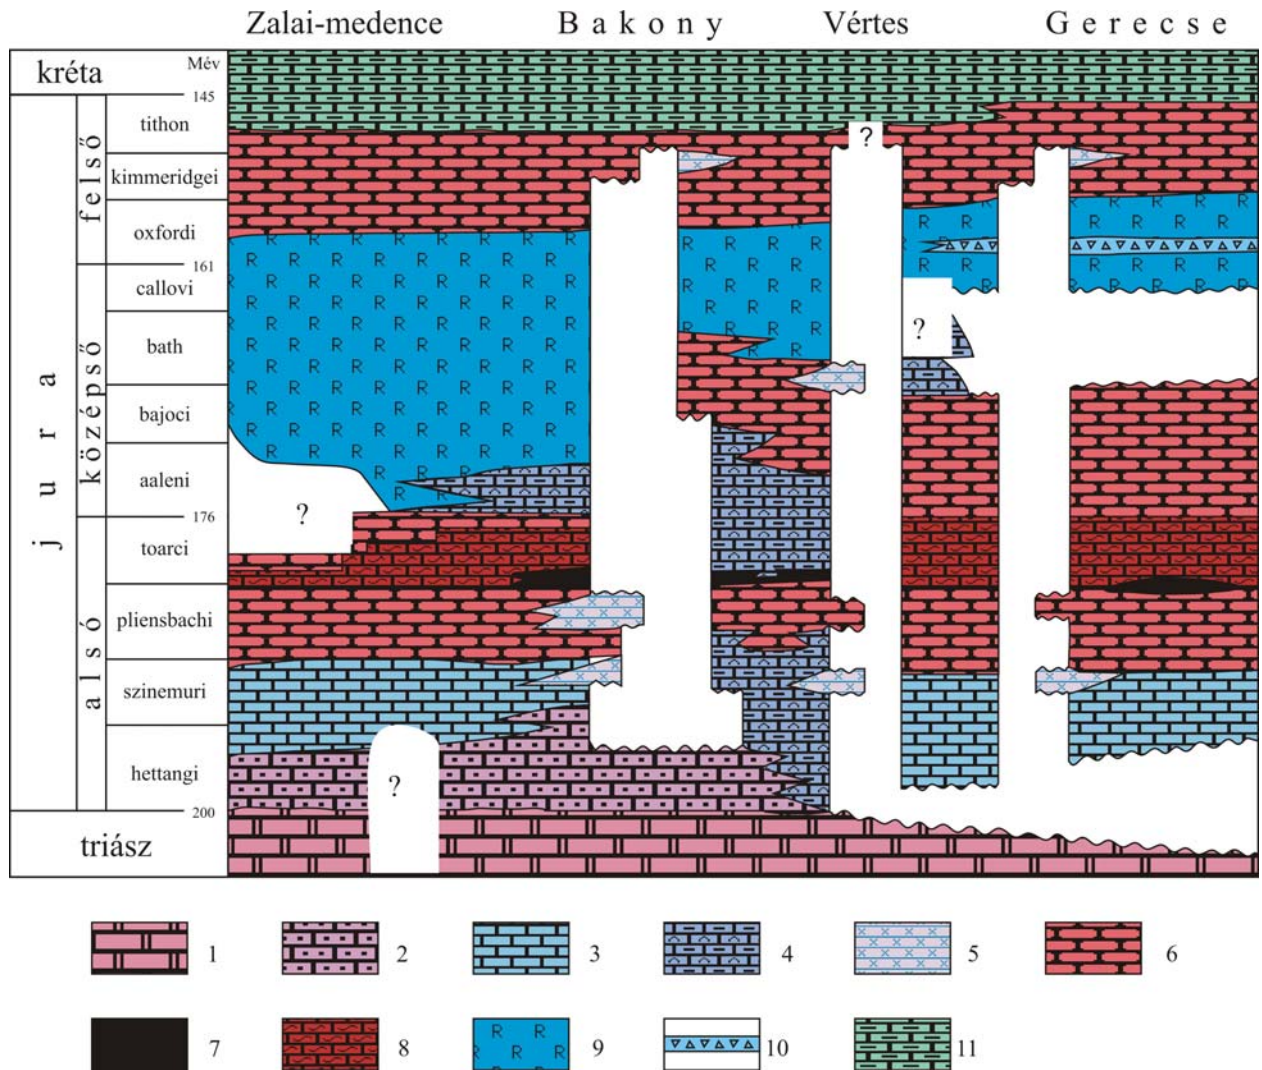 Zalai-medence Bakony Vértes Gerecse
kréta Mév
145
jura
felső
tithon
?
kimmeridgei
oxfordi
161
középső
callovi
bath
?
bajoci
aaleni
?
176
alsó
toarci
pliensbachi
szinemuri
hettangi
?
200
triász
1 2 3 4 5 6
7 8 R R R R R R R 9 10 11